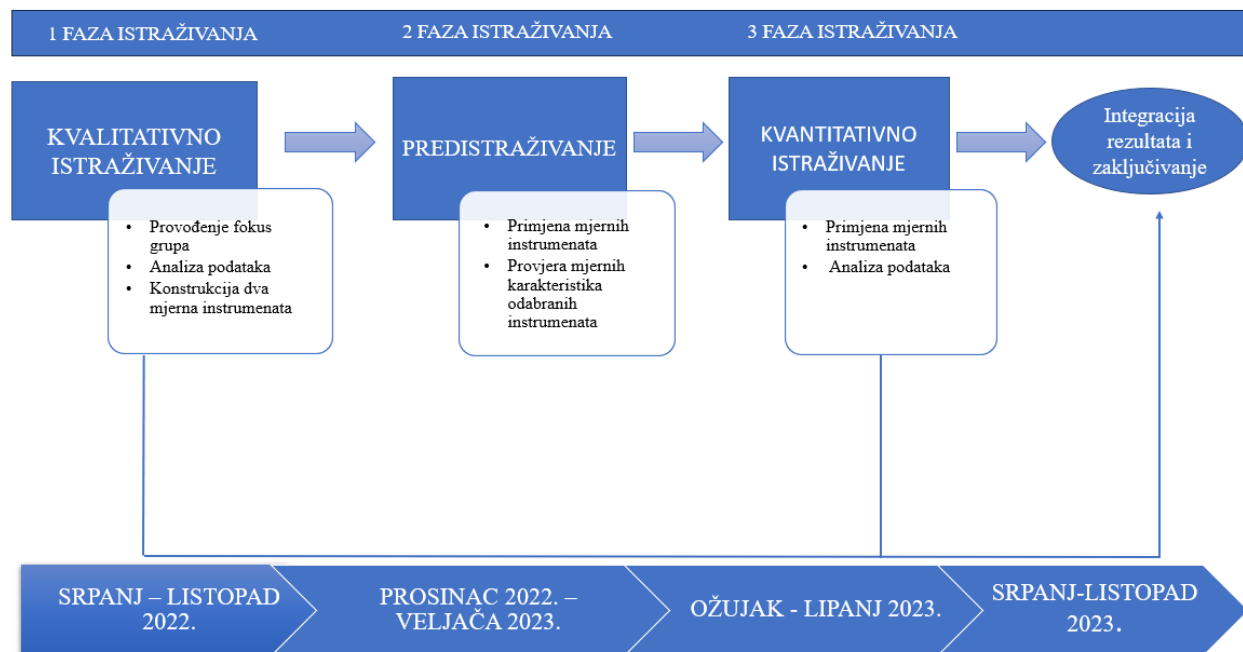 1 FAZA ISTRAŽIVANJA
2 FAZA ISTRAŽIVANJA
3 FAZA ISTRAŽIVANJA
KVALITATIVNO
ISTRAŽIVANJE
• Provođenje fokus
grupa
• Analiza podataka
• Konstrukcija dva
mjerna instrumenata
PREDISTRAŽIVANJE
• Primjena mjernih
instrumenata
• Provjera mjernih
karakteristika
odabranih
instrumenata
KVANTITATIVNO
ISTRAŽIVANJE
• Primjena mjernih
instrumenata
• Analiza podataka
Integracija
rezultata i
zaključivanje
SRPANJ – LISTOPAD
2022.
PROSINAC 2022. –
VELJAČA 2023.
OŽUJAK - LIPANJ 2023.
SRPANJ-LISTOPAD
2023.